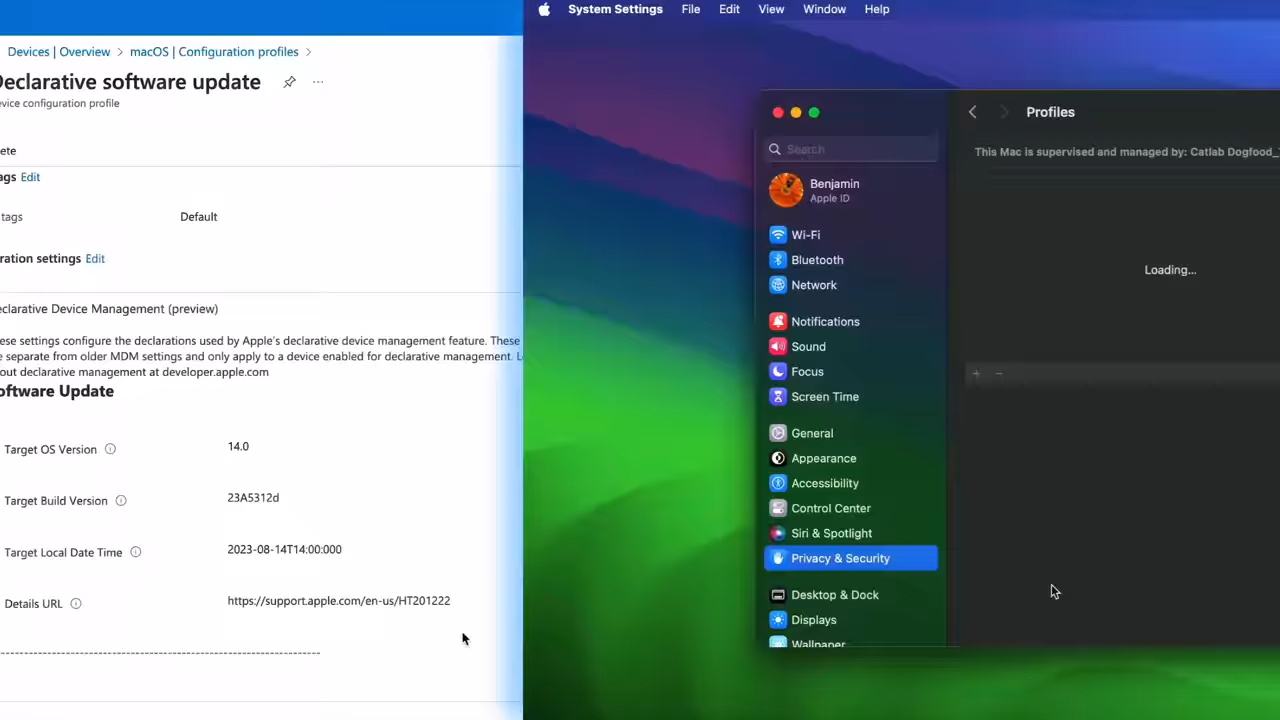 Devices | Overview > macOS | Configuration profiles >
Declarative software update ...
evice configuration profile
ete
ags Edit
tags Default
ration settings Edit
eclarative Device Management (preview)
ese settings configure the declarations used by Apple's declarative device management feature. These
e separate from older MDM settings and only apply to a device enabled for declarative management. L
out declarative management at developer.apple.com
oftware Update
Target OS Version 14.0
Target Build Version 23A5312d
Target Local Date Time 2023-08-14T14:00:000
Details URL https://support.apple.com/en-us/HT201222
System Settings File Edit View Window Help
Profiles
Search
This Mac is supervised and managed by: Catlab Dogfood_
Benjamin
Apple ID
Loading...
Wi-Fi
Bluetooth
Network
Notifications
Sound
Focus
Screen Time
General
Appearance
Accessibility
Control Center
Siri & Spotlight
Privacy & Security
Desktop & Dock
Displays
Wallpaper